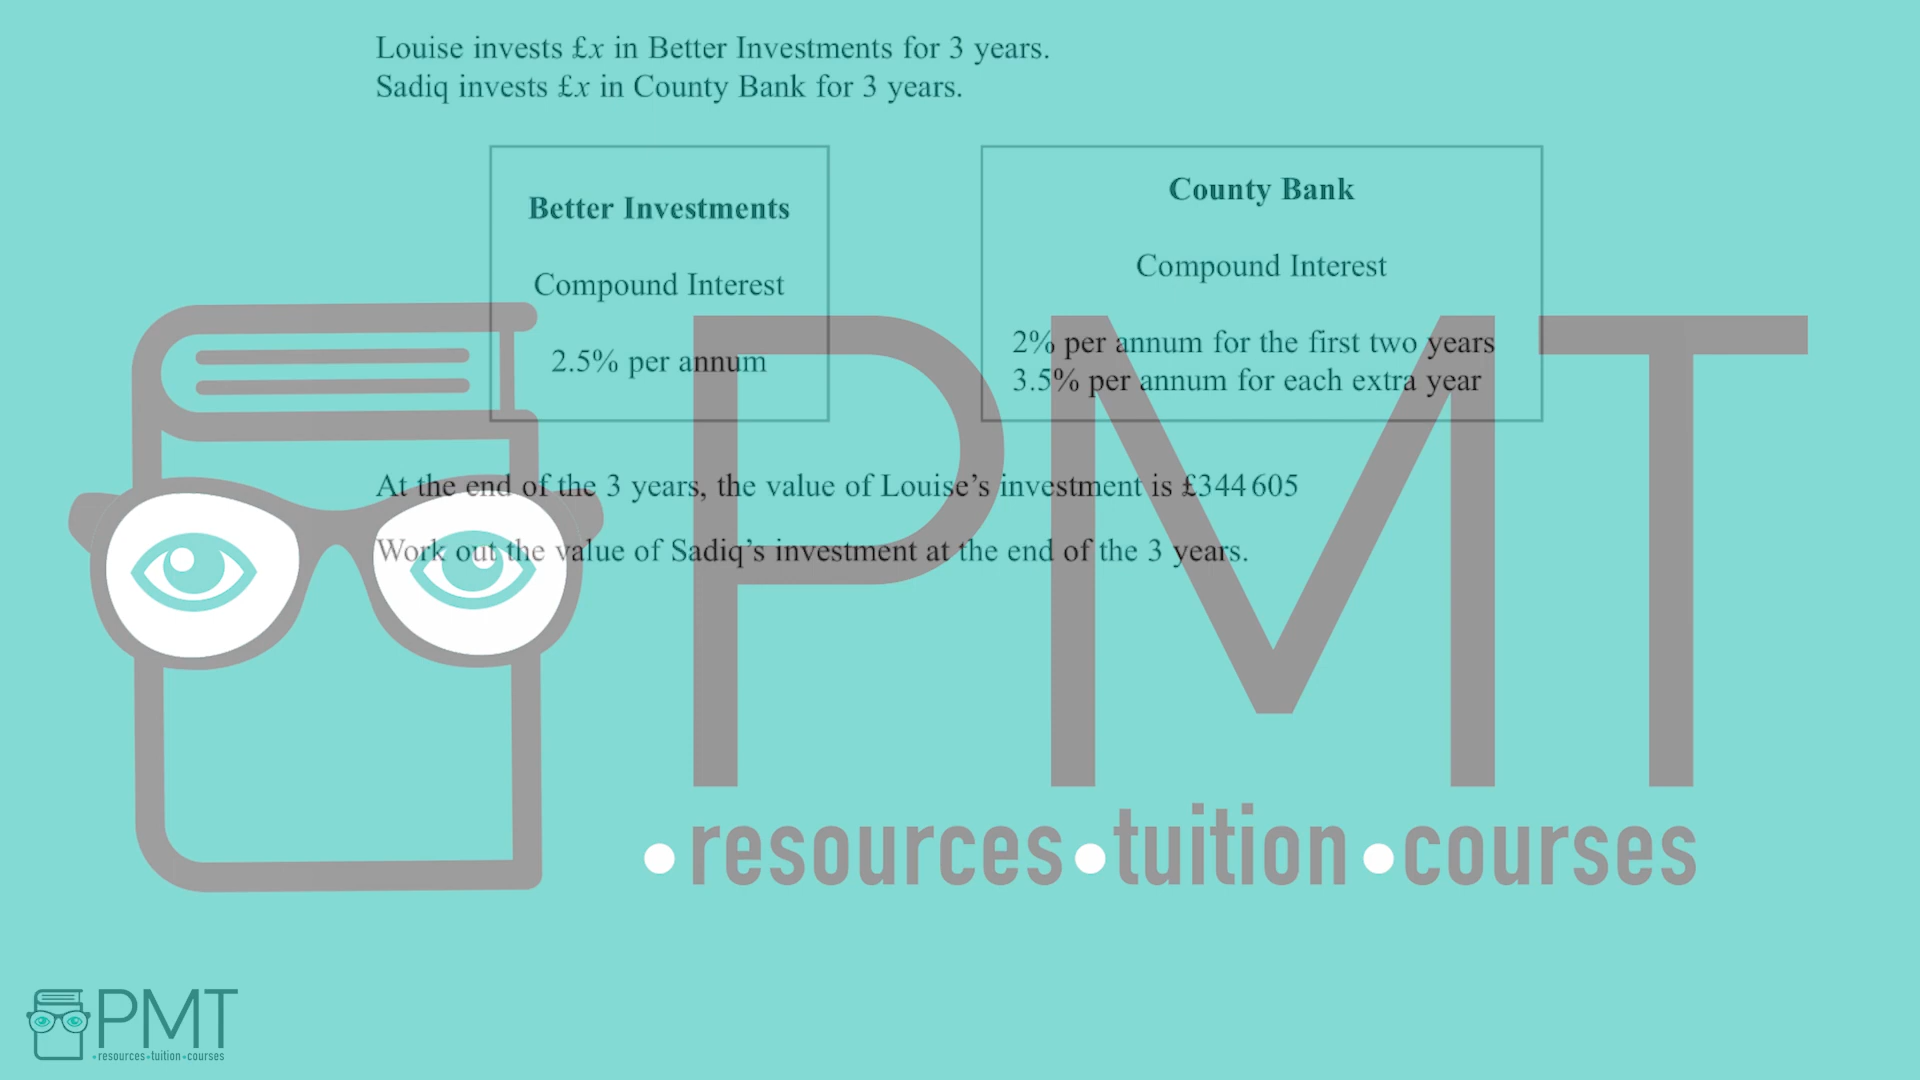 Louise invests £x in Better Investments for 3 years.
Sadiq invests £x in County Bank for 3 years.
Better Investments
Compound Interest
2.5% per annum
County Bank
Compound Interest
2% per annum for the first two years
3.5% per annum for each extra year
At the end of the 3 years, the value of Louise’s investment is £344 605
Work out the value of Sadiq’s investment at the end of the 3 years.
PMT
•resources•tuition•courses
PMT
•resources•tuition•courses